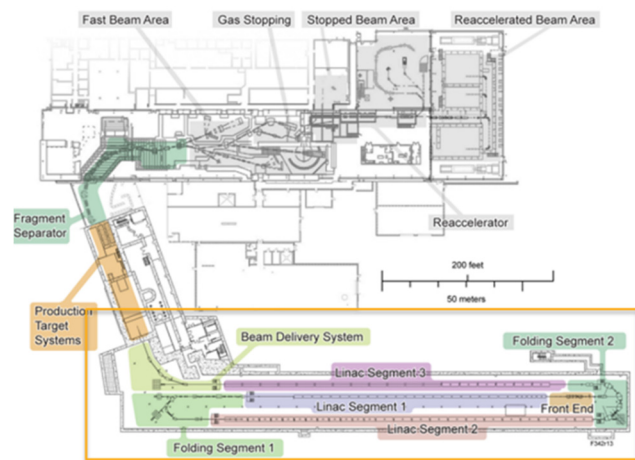 Fast Beam Area
Gas Stopping
Stopped Beam Area
Reaccelerated Beam Area
Fragment
Separator
Reaccelerator
200 feet
50 meters
Production
Target
Systems
Beam Delivery System
Folding Segment 2
Linac Segment 3
Linac Segment 1
Front End
Linac Segment 2
Folding Segment 1
F342r13